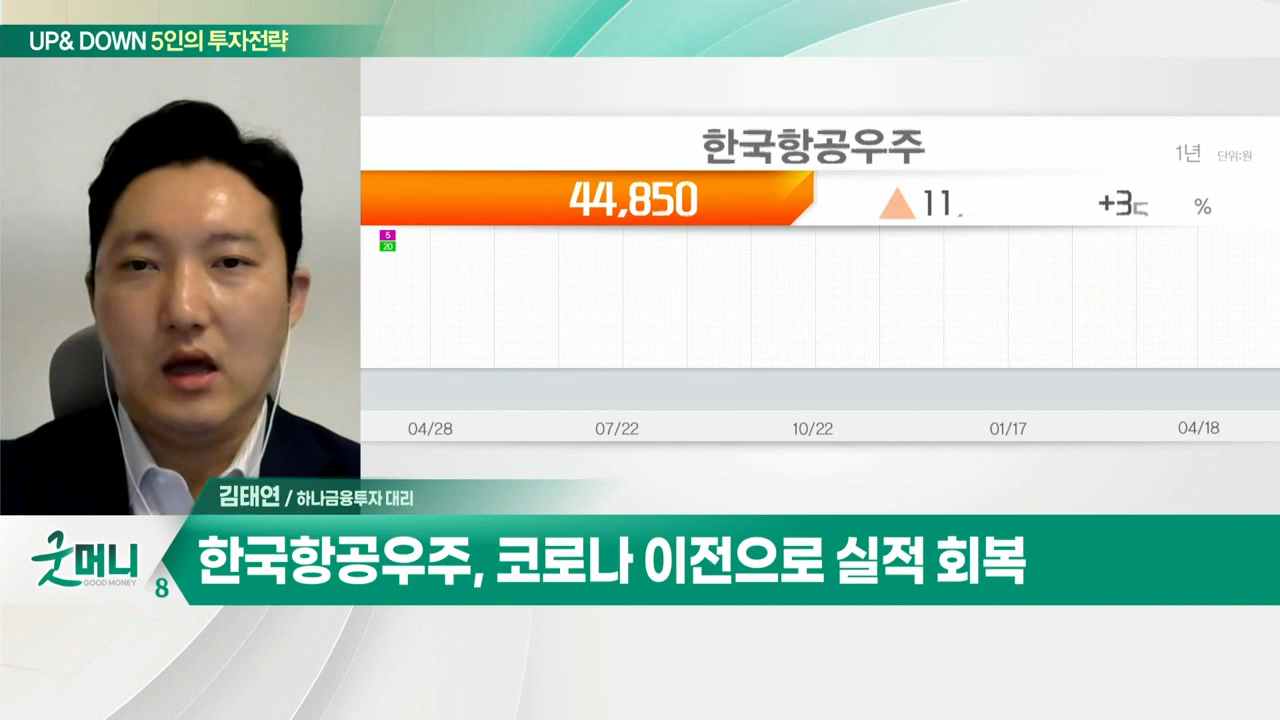 UP& DOWN 5인의 투자전략
한국항공우주
1년 단위:원
44,850 ▲11, +3 %
5
20
04/28 07/22 10/22 01/17 04/18
김태연 / 하나금융투자 대리
굿머니
GOOD MONEY
8
한국항공우주, 코로나 이전으로 실적 회복